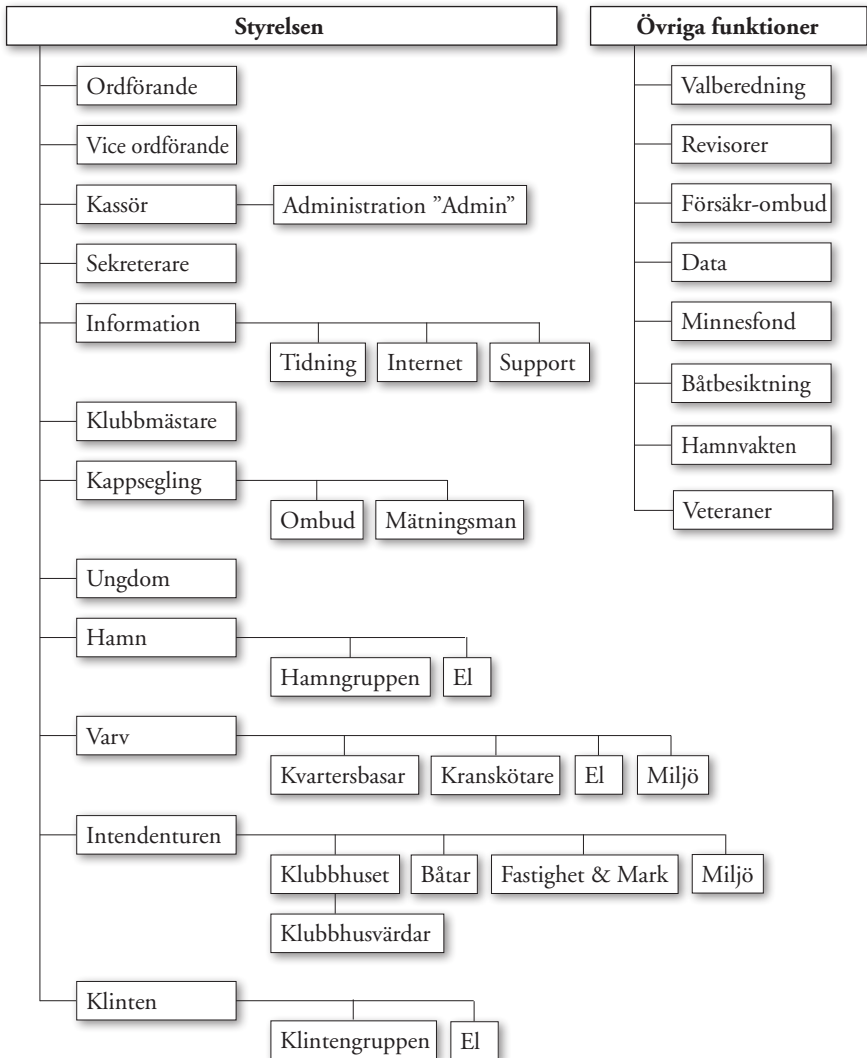 Styrelsen
Ordförande
Vice ordförande
Kassör
Administration ”Admin”
Sekreterare
Information
Tidning
Internet
Support
Klubbmästare
Kappsegling
Ombud
Mätningsman
Ungdom
Hamn
Hamngruppen
El
Varv
Kvartersbasar
Kranskötare
El
Miljö
Intendenturen
Klubbhuset
Båtar
Fastighet & Mark
Miljö
Klubbhusvärdar
Klinten
Klintengruppen
El
Övriga funktioner
Valberedning
Revisorer
Försäkr-ombud
Data
Minnesfond
Båtbesiktning
Hamnvakten
Veteraner